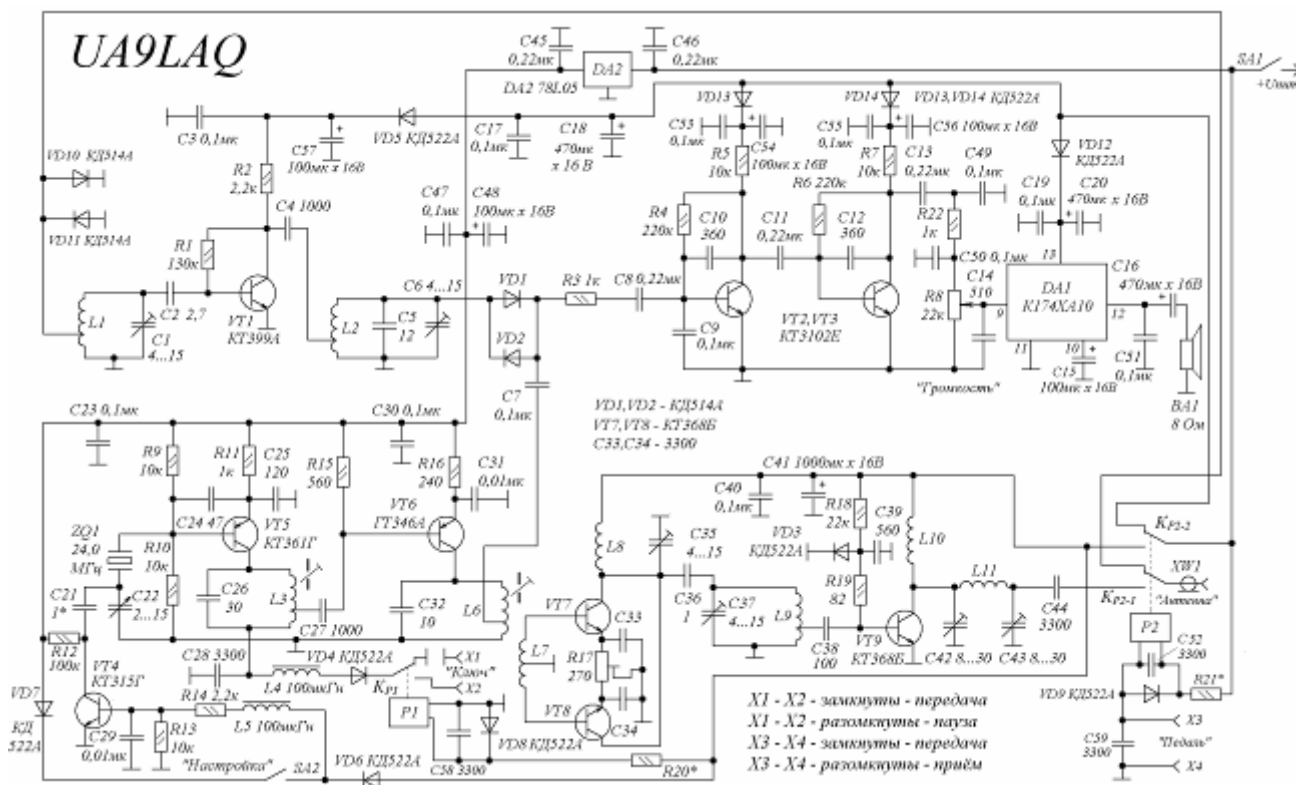 UA9LAQ
C45
0,22мк
C46
0,22мк
DA2
DA2 78L05
SA1
+Uпит
C3 0,1мк
VD5 КД522А
C57
100мк х 16В
C17
0,1мк
C18
470мк
х 16 В
VD13
VD14
VD13,VD14 КД522А
C53
0,1мк
C54
100мк х 16В
C55
0,1мк
C56 100мк х 16В
VD12
КД522А
VD10 КД514А
VD11 КД514А
R2
2,2к
C4 1000
R5
10к
R7
10к
C13
0,22мк
C49
0,1мк
C19
0,1мк
C20
470мк х 16В
C47
0,1мк
C48
100мк х 16В
R6 220к
R4
220к
C10
360
C11
0,22мк
C12
360
R22
1к
C50 0,1мк
R1
130к
C6 4...15
VD1
R3 1к
C8 0,22мк
C14
510
R8
22к
13
DA1
К174ХА10
9
12
11
10
C16
470мк х 16В
L1
C2 2,7
C1
4...15
VT1
КТ399А
L2
C5
12
VD2
C7
0,1мк
C9
0,1мк
VT2,VT3
КТ3102Е
"Громкость"
C15
100мк х 16В
C51
0,1мк
BA1
8 Ом
VD1,VD2 - КД514А
VT7,VT8 - КТ368Б
C33,C34 - 3300
C23 0,1мк
C30 0,1мк
R9
10к
R11
1к
C25
120
R15
560
R16
240
C31
0,01мк
C24 47
VT5
КТ361Г
VT6
ГТ346А
ZQ1
24,0
МГц
R10
10к
C21
1*
C22
2...15
C26
30
L3
C27 1000
C32
10
L6
C41 1000мк х 16В
C40
0,1мк
R18
22к
C39
560
VD3
КД522А
L8
C35
4...15
L10
R19
82
C36
1
C37
4...15
L9
C38
100
VT9
КТ368Б
L11
C44
3300
C42 8...30
C43 8...30
KP2-2
XW1
"Антенна"
KP2-1
P2
C52
3300
VD9 КД522А
R21*
X3
"Педаль"
X4
C59
3300
VT7
C33
L7
R17
270
VT8
C34
R12
100к
VT4
КТ315Г
C28 3300
VD4 КД522А
L4 100мкГн
X1
"Ключ"
X2
KP1
P1
VD7
КД
522А
R14 2,2к
L5 100мкГн
C29
0,01мк
R13
10к
"Настройка"
SA2
VD6 КД522А
C58 3300
VD8 КД522А
R20*
X1 - X2 - замкнуты - передача
X1 - X2 - разомкнуты - пауза
X3 - X4 - замкнуты - передача
X3 - X4 - разомкнуты - приём